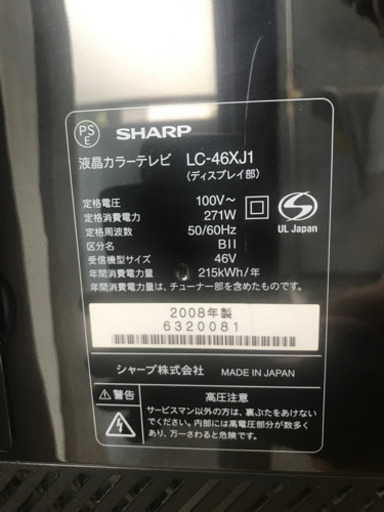 PS
E
SHARP
液晶カラーテレビ LC-46XJ1
(ディスプレイ部)
定格電圧 100V～
定格消費電力 271W
定格周波数 50/60Hz
区分名 BII
受信機型サイズ 46V
年間消費電力量 215kWh/年
年間消費電力量は、チューナー部を含めたものです。
S
UL Japan
2008年製
6320081
シャープ株式会社 MADE IN JAPAN
⚠警告 高圧注意
サービスマン以外の方は、裏ぶたをあけない
でください。内部には高電圧部分が数多く
あり、万一さわると危険です。